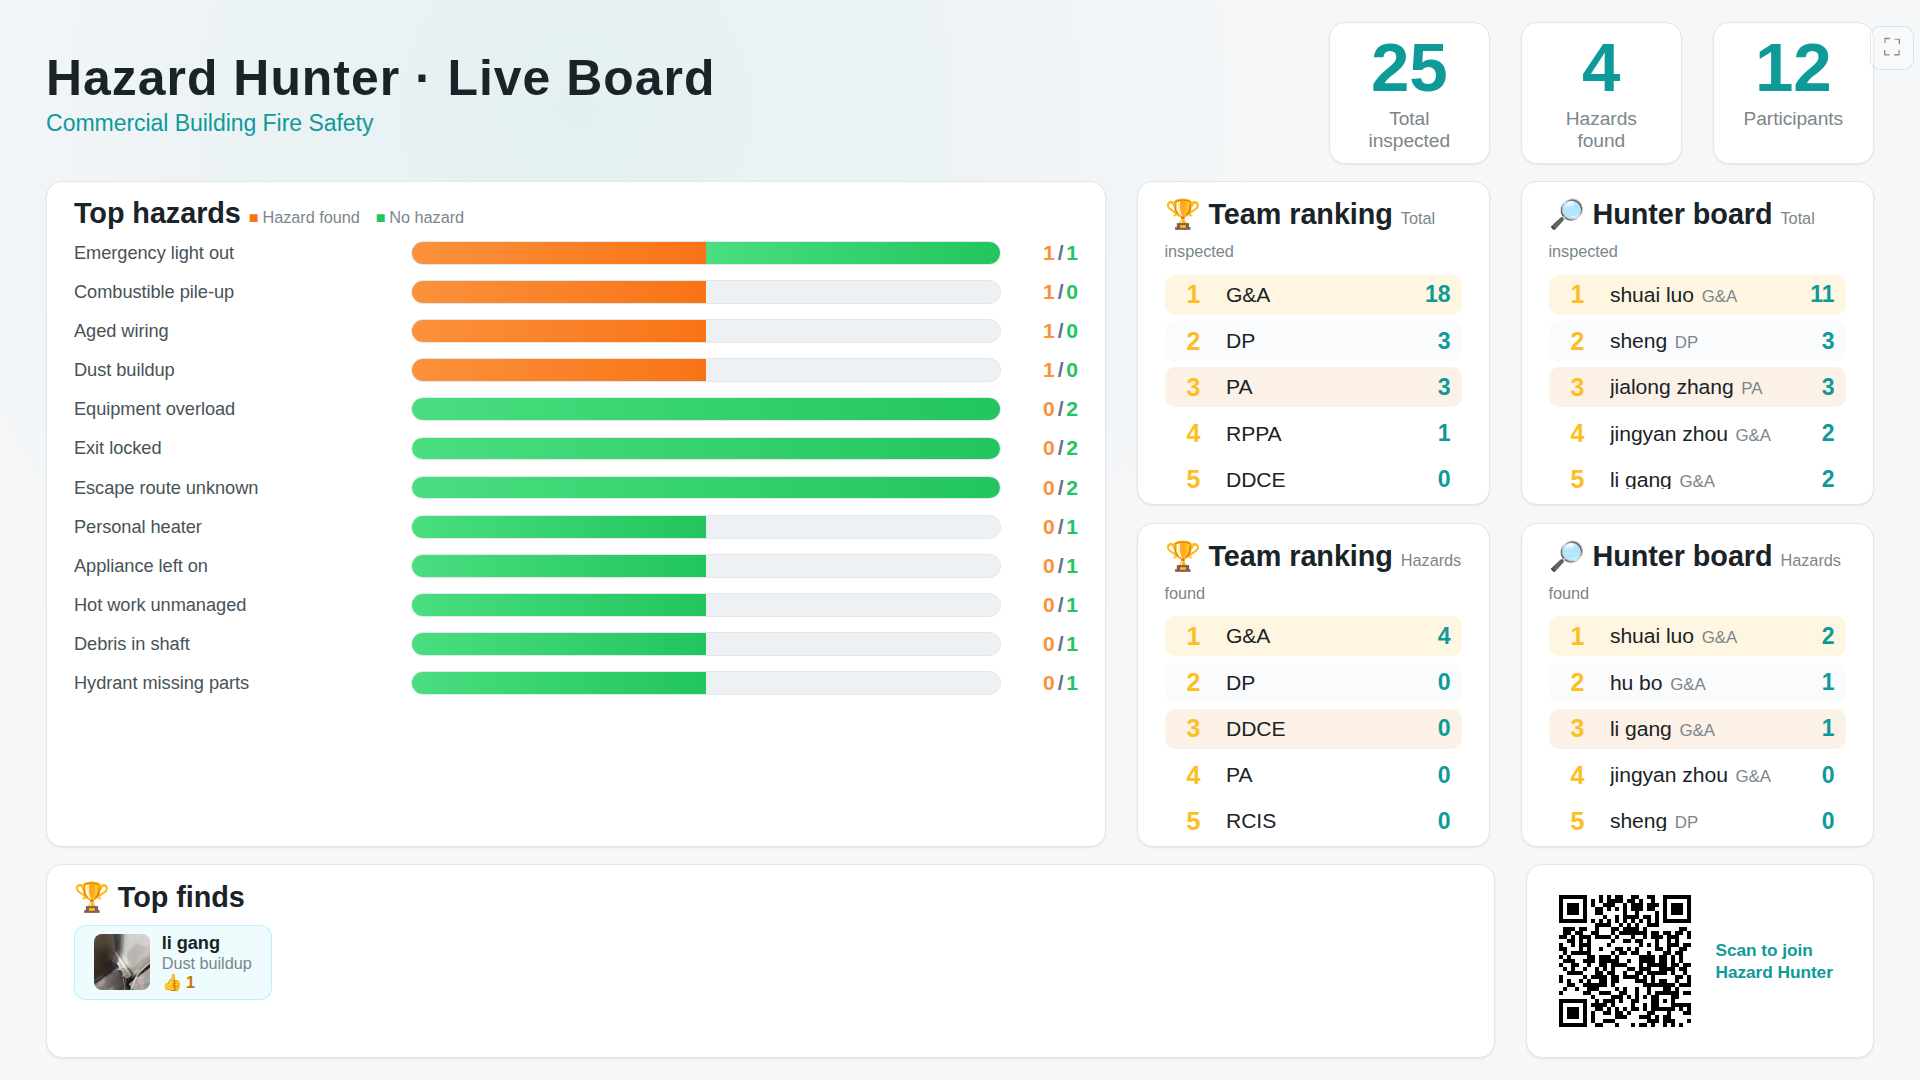 Hazard Hunter · Live Board
Commercial Building Fire Safety
25
Total
inspected
4
Hazards
found
12
Participants
Top hazards Hazard found No hazard
Emergency light out 1/1
Combustible pile-up 1/0
Aged wiring 1/0
Dust buildup 1/0
Equipment overload 0/2
Exit locked 0/2
Escape route unknown 0/2
Personal heater 0/1
Appliance left on 0/1
Hot work unmanaged 0/1
Debris in shaft 0/1
Hydrant missing parts 0/1
🏆 Team ranking Total
inspected
1 G&A 18
2 DP 3
3 PA 3
4 RPPA 1
5 DDCE 0
🔎 Hunter board Total
inspected
1 shuai luo G&A 11
2 sheng DP 3
3 jialong zhang PA 3
4 jingyan zhou G&A 2
5 li gang G&A 2
🏆 Team ranking Hazards
found
1 G&A 4
2 DP 0
3 DDCE 0
4 PA 0
5 RCIS 0
🔎 Hunter board Hazards
found
1 shuai luo G&A 2
2 hu bo G&A 1
3 li gang G&A 1
4 jingyan zhou G&A 0
5 sheng DP 0
🏆 Top finds
li gang
Dust buildup
👍 1
Scan to join
Hazard Hunter